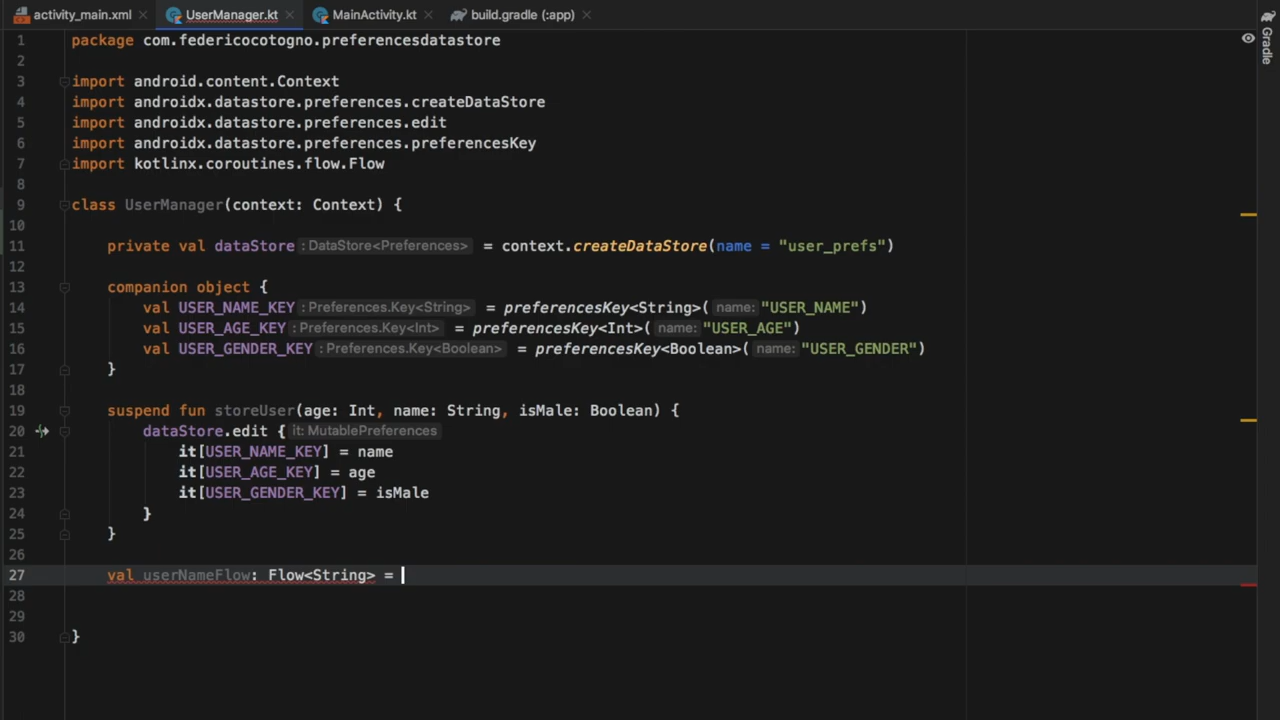 activity_main.xml UserManager.kt MainActivity.kt build.gradle (:app)
Gradle
1 package com.federicocotogno.preferencesdatastore
2
3 import android.content.Context
4 import androidx.datastore.preferences.createDataStore
5 import androidx.datastore.preferences.edit
6 import androidx.datastore.preferences.preferencesKey
7 import kotlinx.coroutines.flow.Flow
8
9 class UserManager(context: Context) {
10
11 private val dataStore : DataStore<Preferences> = context.createDataStore(name = "user_prefs")
12
13 companion object {
14 val USER_NAME_KEY : Preferences.Key<String> = preferencesKey<String>( name: "USER_NAME")
15 val USER_AGE_KEY : Preferences.Key<Int> = preferencesKey<Int>( name: "USER_AGE")
16 val USER_GENDER_KEY : Preferences.Key<Boolean> = preferencesKey<Boolean>( name: "USER_GENDER")
17 }
18
19 suspend fun storeUser(age: Int, name: String, isMale: Boolean) {
20 dataStore.edit { it: MutablePreferences
21 it[USER_NAME_KEY] = name
22 it[USER_AGE_KEY] = age
23 it[USER_GENDER_KEY] = isMale
24 }
25 }
26
27 val userNameFlow: Flow<String> =
28
29
30 }